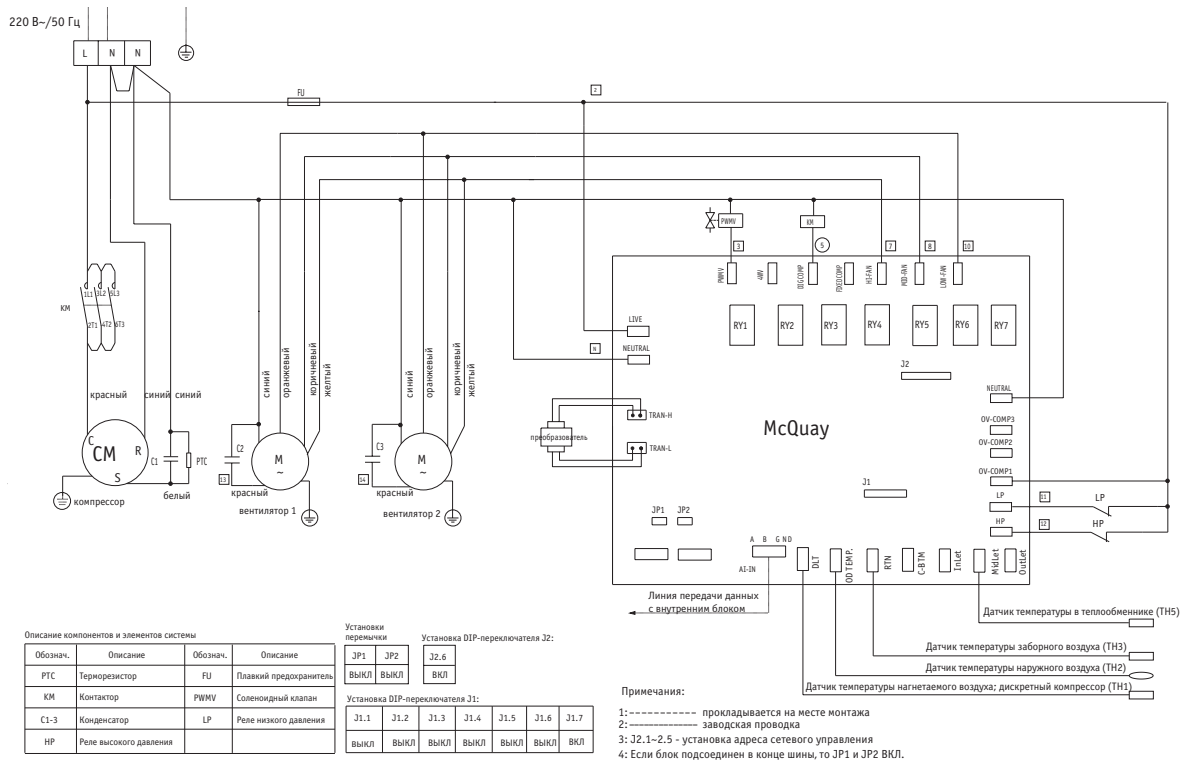 220 В~/50 Гц
L N N
FU
2
PWMV
KM
3
5
7
8
10
PWMV
4WV
DIGCOMP
FIXEDCOMP
HI-FAN
MID-FAN
LOW-FAN
1L1 3L2 5L3
КМ
2T1 4T2 6T3
LIVE
NEUTRAL
N
RY1 RY2 RY3 RY4 RY5 RY6 RY7
J2
NEUTRAL
красный синий синий
синий
оранжевый
коричневый
желтый
синий
оранжевый
коричневый
желтый
TRAN-H
преобразователь
TRAN-L
McQuay
OV-COMP3
OV-COMP2
OV-COMP1
C
CM
R
S
C1
PTC
C2
M
~
C3
M
~
13
14
J1
LP
11
LP
HP
12
HP
компрессор
белый
красный
вентилятор 1
красный
вентилятор 2
JP1 JP2
A B GND
AI-IN
DLT
OD TEMP.
RTN
C-BTM
InLet
MidLet
OutLet
Линия передачи данных
с внутренним блоком
Датчик температуры в теплообменнике (TH5)
Датчик температуры заборного воздуха (TH3)
Датчик температуры наружного воздуха (TH2)
Датчик температуры нагнетаемого воздуха; дискретный компрессор (TH1)
Описание компонентов и элементов системы
Обознач. Описание Обознач. Описание
PTC Терморезистор FU Плавкий предохранитель
КМ Контактор PWMV Соленоидный клапан
C1-3 Конденсатор LP Реле низкого давления
HP Реле высокого давления
Установки
перемычки
JP1 JP2
ВЫКЛ ВЫКЛ
Установка DIP-переключателя J2:
J2.6
ВКЛ
Установка DIP-переключателя J1:
J1.1 J1.2 J1.3 J1.4 J1.5 J1.6 J1.7
ВЫКЛ ВЫКЛ ВЫКЛ ВЫКЛ ВЫКЛ ВЫКЛ ВКЛ
Примечания:
1: ----------- прокладывается на месте монтажа
2: ————— заводская проводка
3: J2.1~2.5 - установка адреса сетевого управления
4: Если блок подсоединен в конце шины, то JP1 и JP2 ВКЛ.